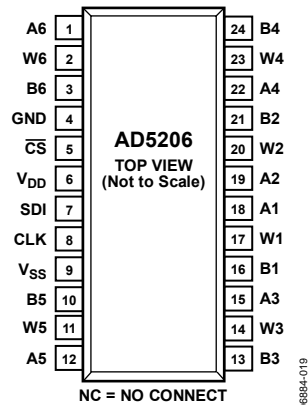 A6 1
W6 2
B6 3
GND 4
C̅S̅ 5
VDD 6
SDI 7
CLK 8
VSS 9
B5 10
W5 11
A5 12
AD5206
TOP VIEW
(Not to Scale)
24 B4
23 W4
22 A4
21 B2
20 W2
19 A2
18 A1
17 W1
16 B1
15 A3
14 W3
13 B3
NC = NO CONNECT
6884-019